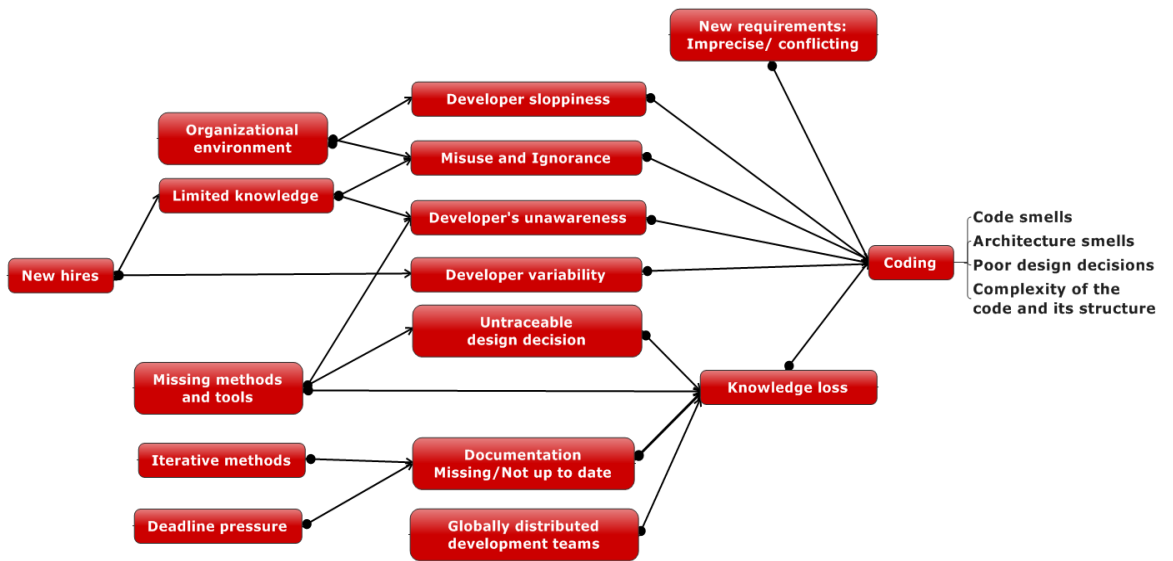 New requirements:
Imprecise/ conflicting
Developer sloppiness
Organizational
environment
Misuse and Ignorance
Limited knowledge
Developer's unawareness
New hires
Developer variability
Coding
Code smells
Architecture smells
Poor design decisions
Complexity of the
code and its structure
Untraceable
design decision
Missing methods
and tools
Knowledge loss
Iterative methods
Documentation
Missing/Not up to date
Deadline pressure
Globally distributed
development teams